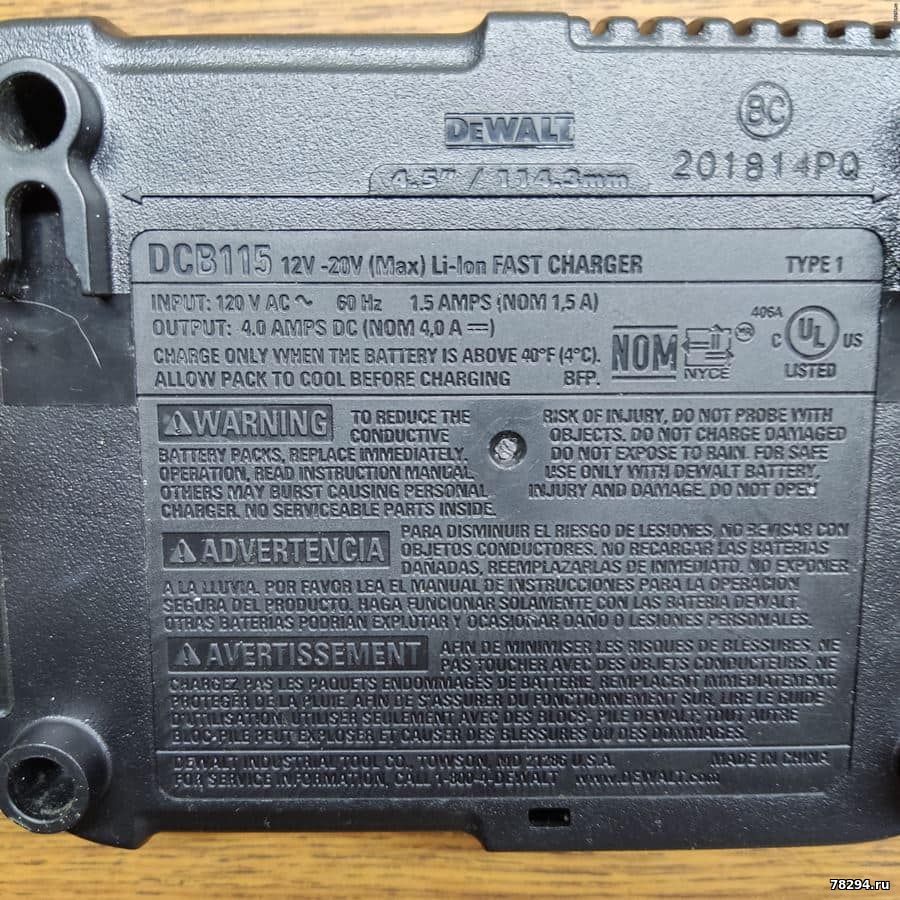 DEWALT
BC
201814PQ
4.5" / 114.3mm
DCB115 12V -20V (Max) Li-Ion FAST CHARGER TYPE 1
INPUT: 120 V AC ~ 60 Hz 1.5 AMPS (NOM 1,5 A)
OUTPUT: 4.0 AMPS DC (NOM 4,0 A ⎓)
CHARGE ONLY WHEN THE BATTERY IS ABOVE 40°F (4°C).
ALLOW PACK TO COOL BEFORE CHARGING BFP.
NOM
NYCE
406A
C UL US
LISTED
⚠WARNING TO REDUCE THE RISK OF INJURY, DO NOT PROBE WITH
CONDUCTIVE OBJECTS. DO NOT CHARGE DAMAGED
BATTERY PACKS, REPLACE IMMEDIATELY. DO NOT EXPOSE TO RAIN. FOR SAFE
OPERATION, READ INSTRUCTION MANUAL. USE ONLY WITH DEWALT BATTERY,
OTHERS MAY BURST CAUSING PERSONAL INJURY AND DAMAGE. DO NOT OPEN
CHARGER, NO SERVICEABLE PARTS INSIDE.
⚠ADVERTENCIA PARA DISMINUIR EL RIESGO DE LESIONES, NO REVISAR CON
OBJETOS CONDUCTORES. NO RECARGAR LAS BATERIAS
DAÑADAS, REEMPLAZARLAS DE INMEDIATO. NO EXPONER
A LA LLUVIA. POR FAVOR LEA EL MANUAL DE INSTRUCCIONES PARA LA OPERACION
SEGURA DEL PRODUCTO. HAGA FUNCIONAR SOLAMENTE CON LAS BATERIA DEWALT.
OTRAS BATERIAS PODRIAN EXPLOTAR Y OCASIONAR DAÑO O LESIONES PERSONALES.
⚠AVERTISSEMENT AFIN DE MINIMISER LES RISQUES DE BLESSURES, NE
PAS TOUCHER AVEC DES OBJETS CONDUCTEURS. NE
CHARGEZ PAS LES PAQUETS ENDOMMAGÉS DE BATTERIE, REMPLACENT IMMÉDIATEMENT.
PROTEGER DE LA PLUIE. AFIN DE S'ASSURER DU FONCTIONNEMENT SUR, LIRE LE GUIDE
D'UTILISATION. UTILISER SEULEMENT AVEC DES BLOCS- PILE DEWALT; TOUT AUTRE
BLOC-PILE PEUT EXPLOSER ET CAUSER DES BLESSURES OU DES DOMMAGES.
DEWALT INDUSTRIAL TOOL CO., TOWSON, MD 21286 U.S.A. MADE IN CHINA
FOR SERVICE INFORMATION, CALL 1-800-4-DEWALT www.DEWALT.com
78294.ru